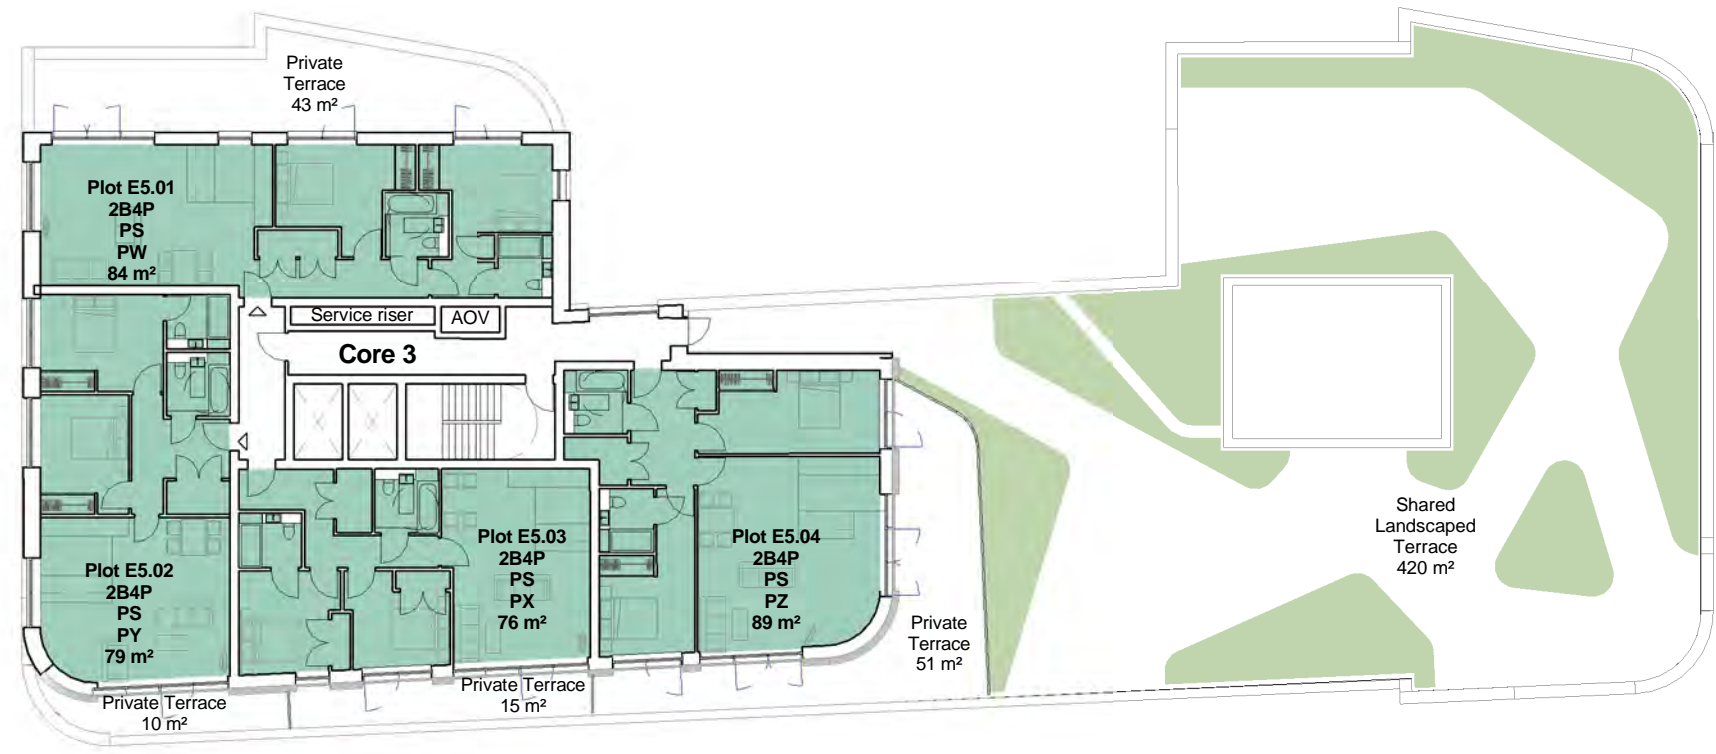 Private
Terrace
43 m²
Plot E5.01
2B4P
PS
PW
84 m²
Service riser
AOV
Core 3
Plot E5.02
2B4P
PS
PY
79 m²
Plot E5.03
2B4P
PS
PX
76 m²
Plot E5.04
2B4P
PS
PZ
89 m²
Private
Terrace
51 m²
Shared
Landscaped
Terrace
420 m²
Private Terrace
10 m²
Private Terrace
15 m²